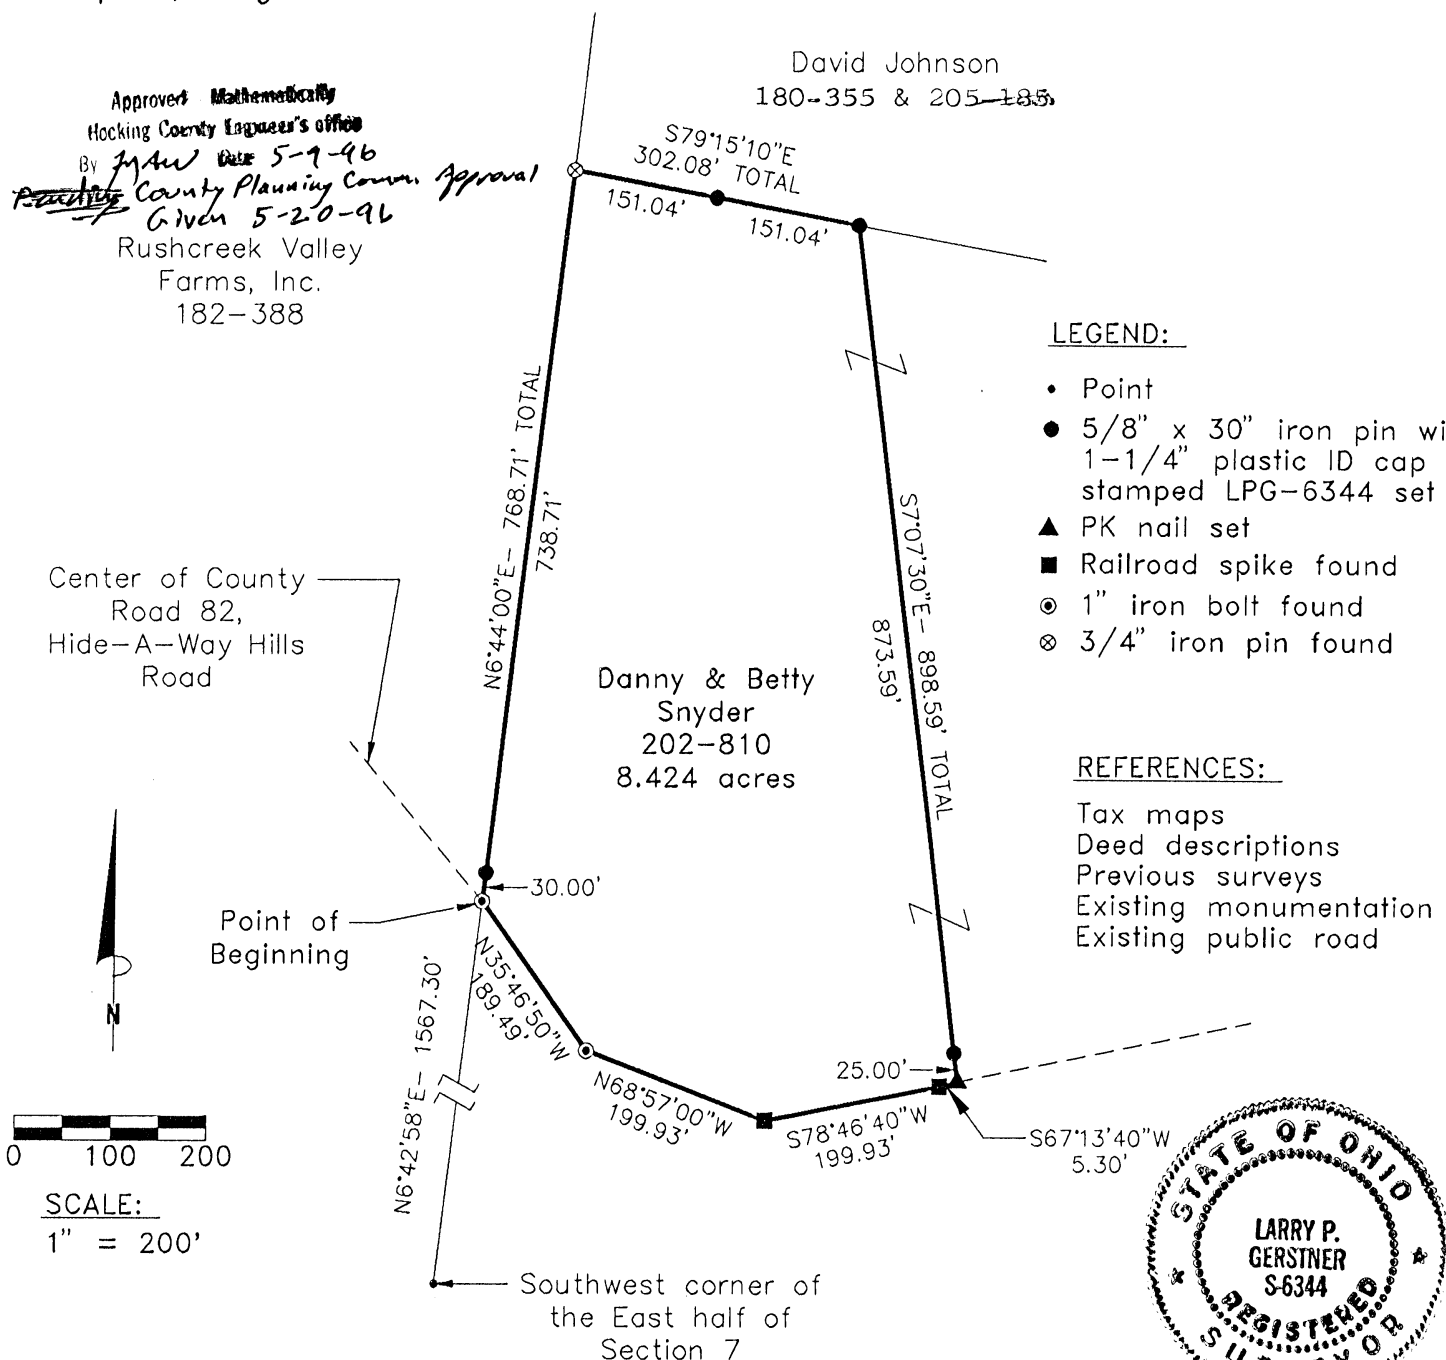 Approved Mathematically
Hocking County Engineer's office
By Date 5-9-96
Pending County Planning Comm. Approval
Given 5-20-96
Rushcreek Valley
Farms, Inc.
182-388
David Johnson
180-355 & 205-185
S79°15'10"E
302.08' TOTAL
151.04'
151.04'
LEGEND:
Point
5/8" x 30" iron pin wi
1-1/4" plastic ID cap
stamped LPG-6344 set
PK nail set
Railroad spike found
1" iron bolt found
3/4" iron pin found
N6°44'00"E- 768.71' TOTAL
738.71'
S7°07'30"E- 898.59' TOTAL
873.59'
Center of County
Road 82,
Hide-A-Way Hills
Road
Danny & Betty
Snyder
202-810
8.424 acres
REFERENCES:
Tax maps
Deed descriptions
Previous surveys
Existing monumentation
Existing public road
30.00'
Point of
Beginning
N35°46'50"W
189.49'
N6°42'58"E- 1567.30'
N
25.00'
N68°57'00"W
199.93'
S78°46'40"W
199.93'
S67°13'40"W
5.30'
0 100 200
SCALE:
1" = 200'
Southwest corner of
the East half of
Section 7
STATE OF OHIO
LARRY P.
GERSTNER
S-6344
REGISTERED
SURVEYOR